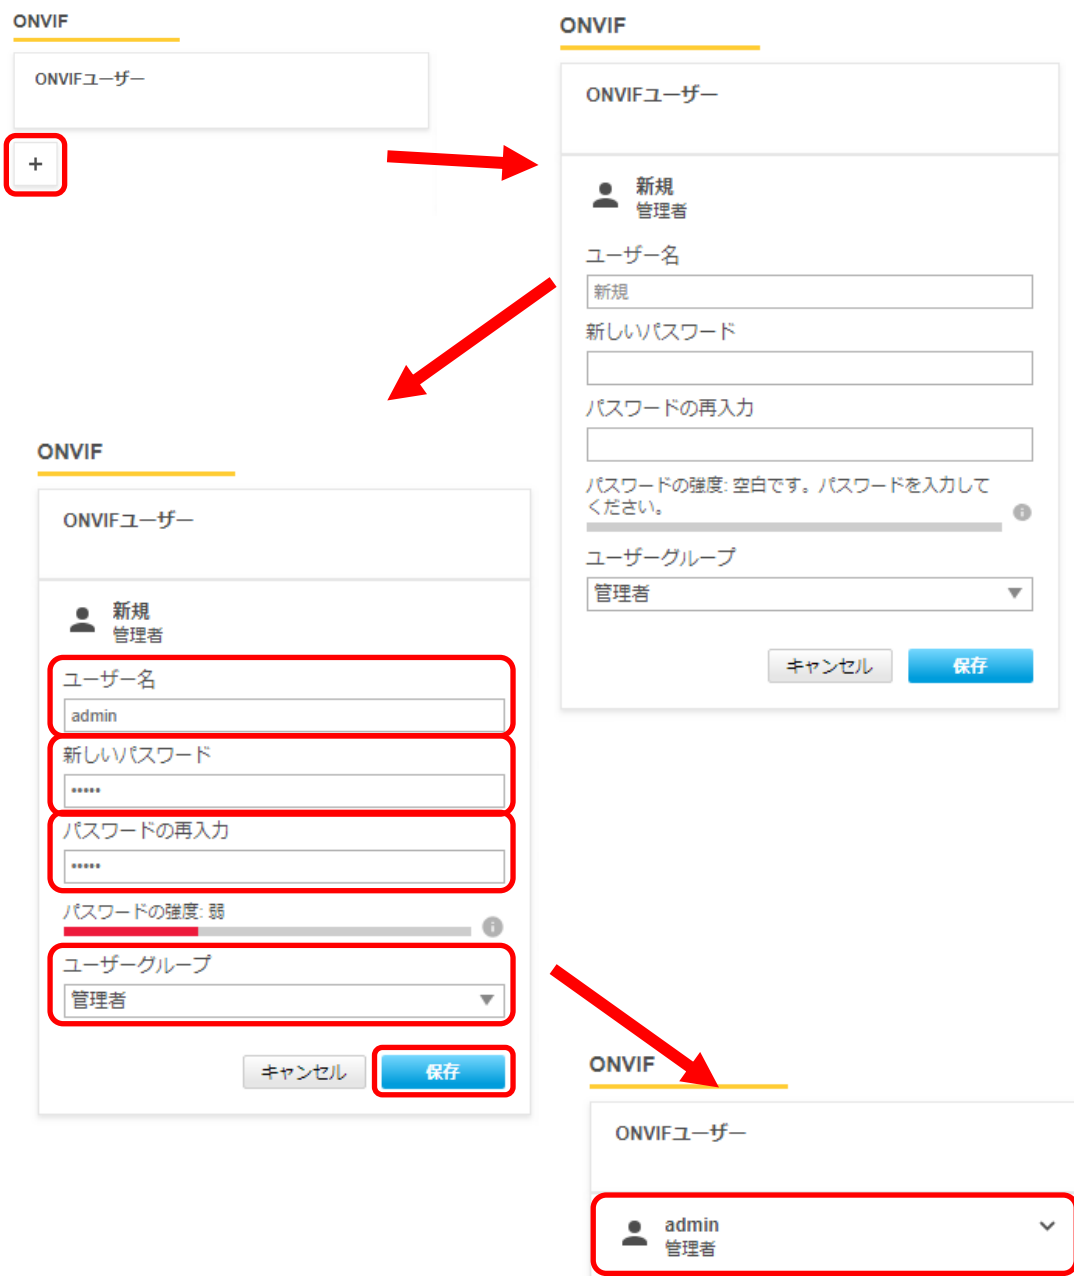 ONVIF
ONVIFユーザー
+
ONVIF
ONVIFユーザー
新規
管理者
ユーザー名
新規
新しいパスワード
パスワードの再入力
パスワードの強度: 空白です。パスワードを入力して
ください。
ユーザーグループ
管理者
キャンセル
保存
ONVIF
ONVIFユーザー
新規
管理者
ユーザー名
admin
新しいパスワード
•••••
パスワードの再入力
•••••
パスワードの強度: 弱
ユーザーグループ
管理者
キャンセル
保存
ONVIF
ONVIFユーザー
admin
管理者